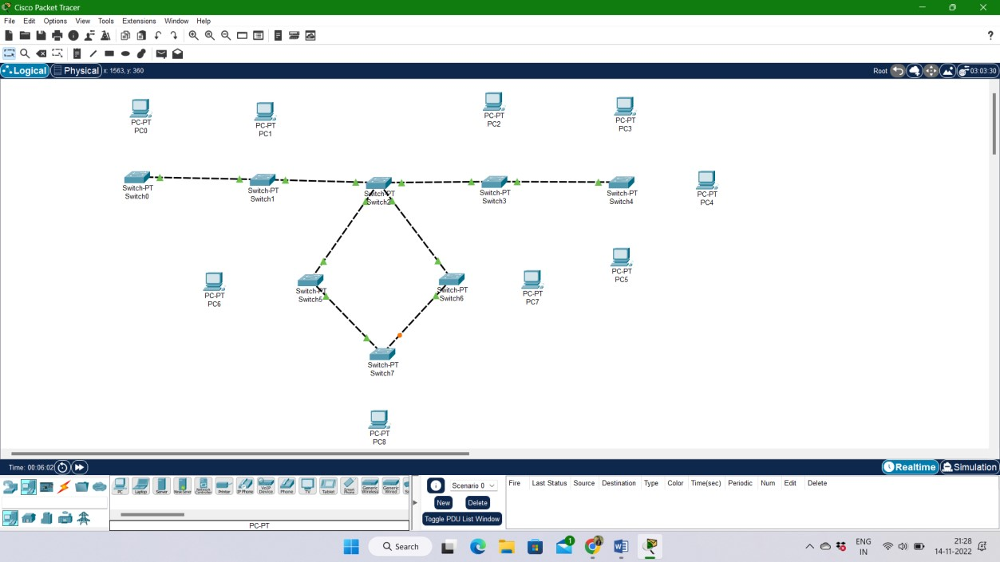 Cisco Packet Tracer
File Edit Options View Tools Extensions Window Help
?
Logical Physical x: 1563, y: 360
Root 03:03:30
PC-PT
PC0
PC-PT
PC1
PC-PT
PC2
PC-PT
PC3
Switch-PT
Switch0
Switch-PT
Switch1
Switch-PT
Switch2
Switch-PT
Switch3
Switch-PT
Switch4
PC-PT
PC4
PC-PT
PC5
PC-PT
PC6
Switch-PT
Switch5
Switch-PT
Switch6
PC-PT
PC7
Switch-PT
Switch7
PC-PT
PC8
Time: 00:06:02
Realtime Simulation
PC Laptop Server Printer IP Phone VoIP Device Phone TV Tablet Smart Phone Generic Wireless Generic Wired
PC-PT
Scenario 0
New Delete
Toggle PDU List Window
Fire Last Status Source Destination Type Color Time(sec) Periodic Num Edit Delete
Search
1
ENG
IN
21:28
14-11-2022